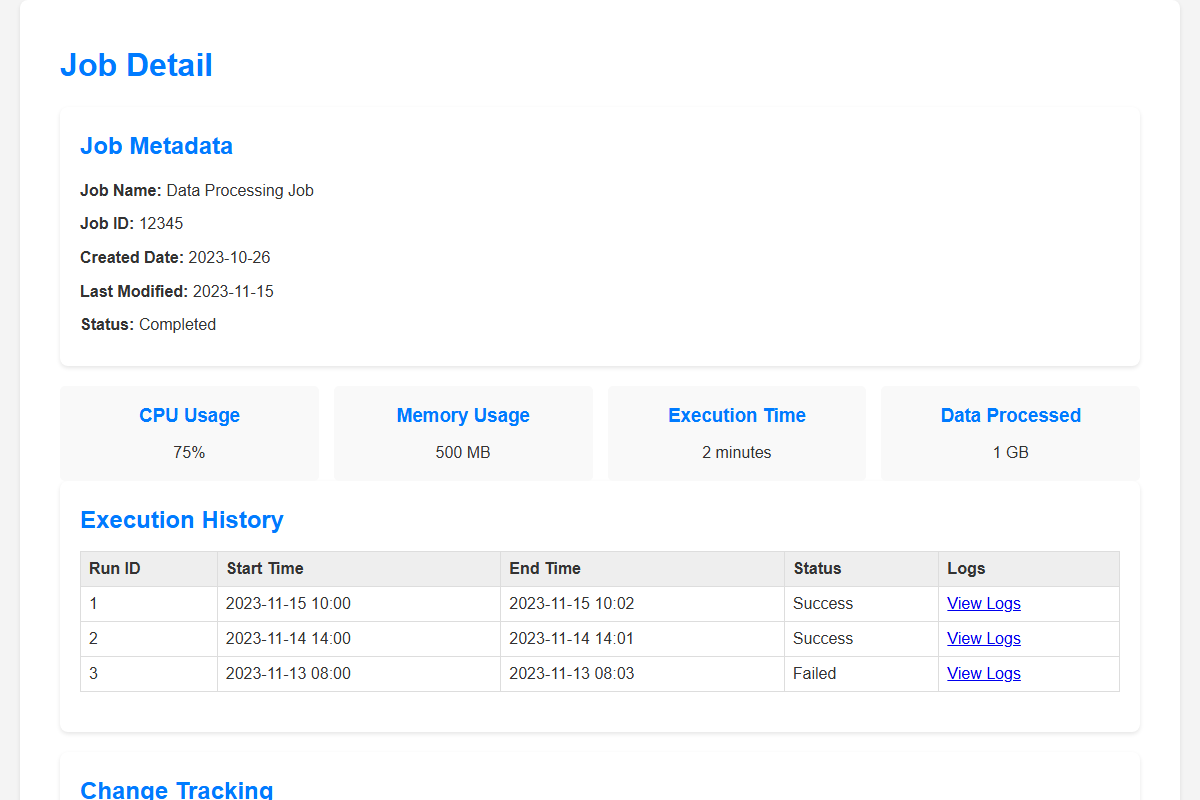 Job Detail
Job Metadata
Job Name: Data Processing Job
Job ID: 12345
Created Date: 2023-10-26
Last Modified: 2023-11-15
Status: Completed
CPU Usage
75%
Memory Usage
500 MB
Execution Time
2 minutes
Data Processed
1 GB
Execution History
Run ID Start Time End Time Status Logs
1 2023-11-15 10:00 2023-11-15 10:02 Success View Logs
2 2023-11-14 14:00 2023-11-14 14:01 Success View Logs
3 2023-11-13 08:00 2023-11-13 08:03 Failed View Logs
Change Tracking